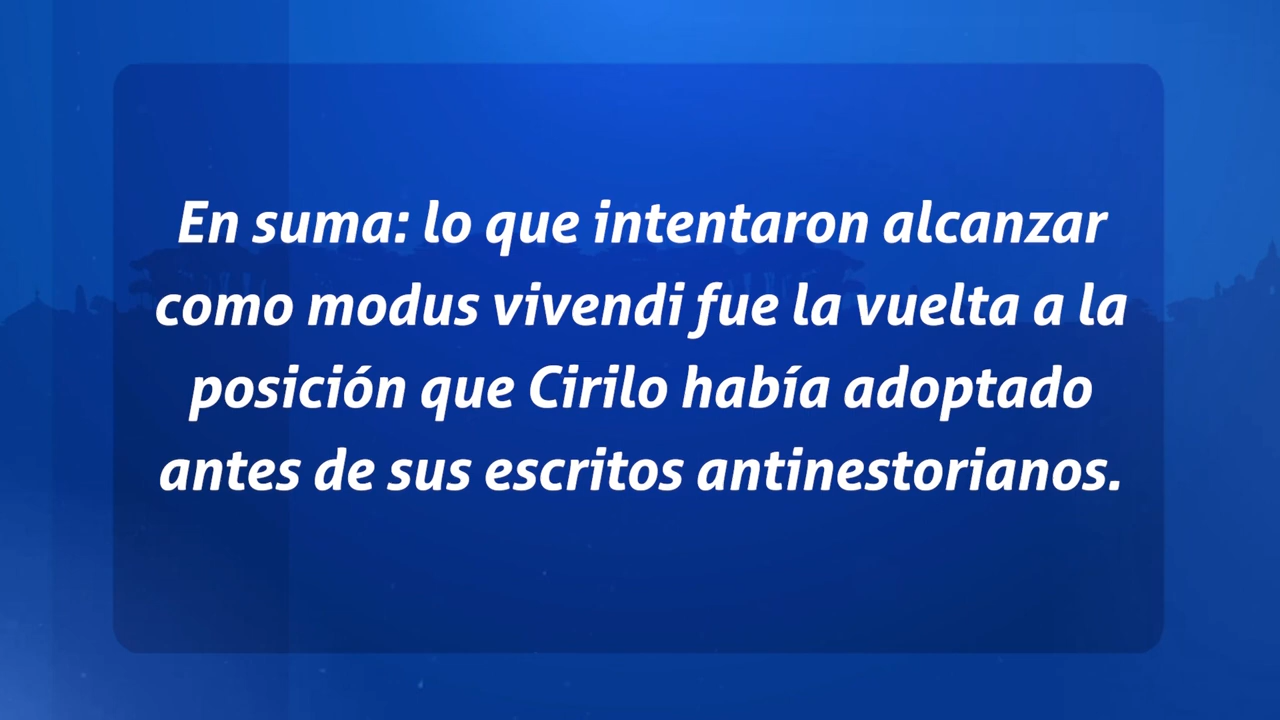 En suma: lo que intentaron alcanzar
como modus vivendi fue la vuelta a la
posición que Cirilo había adoptado
antes de sus escritos antinestorianos.